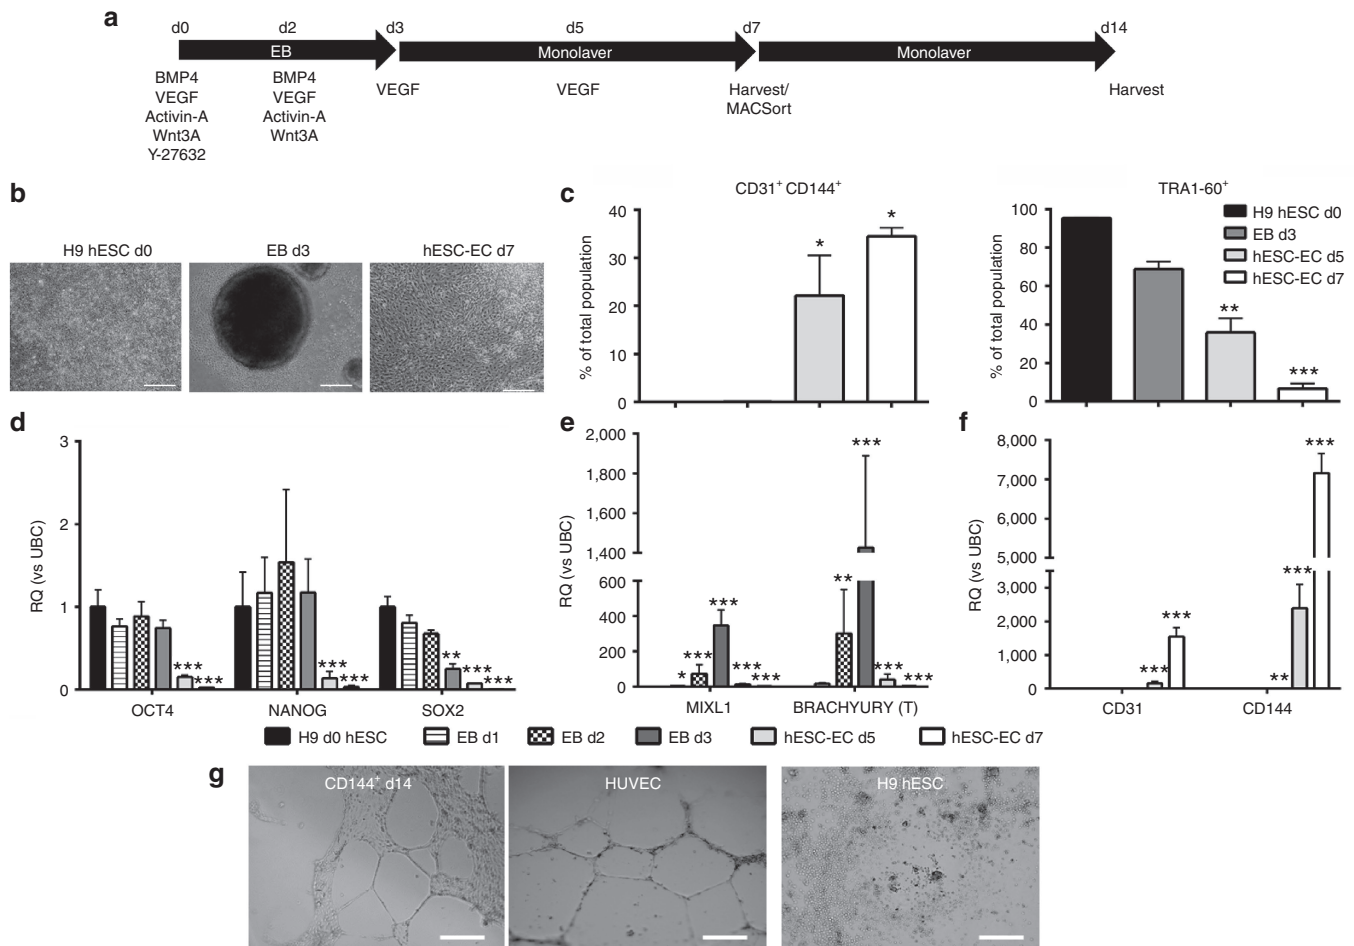 a
d0 d2 d3 d5 d7 d14
EB Monolaver Monolaver
BMP4 BMP4 VEGF VEGF Harvest/ Harvest
VEGF VEGF MACSort
Activin-A Activin-A
Wnt3A Wnt3A
Y-27632
b
H9 hESC d0 EB d3 hESC-EC d7
c
CD31+ CD144+
% of total population
40
30
20
10
0
* *
TRA1-60+
% of total population
100
80
60
40
20
0
** ***
H9 hESC d0
EB d3
hESC-EC d5
hESC-EC d7
d
RQ (vs UBC)
3
2
1
0
*** *** *** *** ** *** ***
OCT4 NANOG SOX2
e
RQ (vs UBC)
2,000
1,800
1,600
1,400
600
400
200
0
* *** *** *** *** ** *** *** ***
MIXL1 BRACHYURY (T)
f
RQ (vs UBC)
8,000
7,000
6,000
5,000
3,000
2,000
1,000
0
*** *** ** *** ***
CD31 CD144
H9 d0 hESC EB d1 EB d2 EB d3 hESC-EC d5 hESC-EC d7
g
CD144+ d14 HUVEC H9 hESC